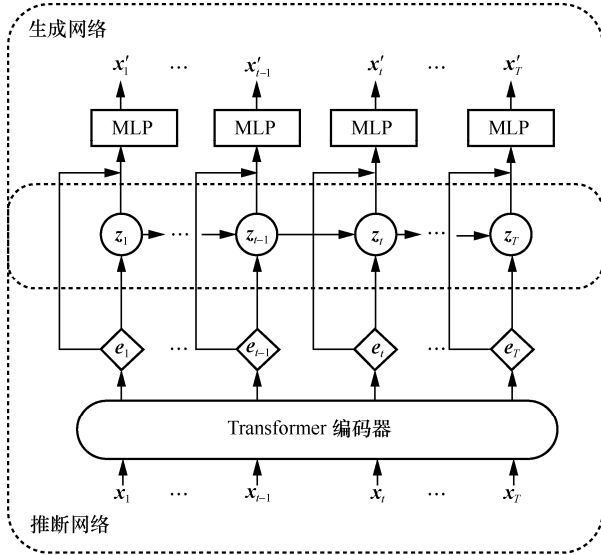 生成网络
x′1 ⋯ x′t−1 x′t ⋯ x′T
MLP MLP MLP MLP
z1 ⋯ zt−1 zt ⋯ zT
e1 ⋯ et−1 et ⋯ eT
Transformer 编码器
x1 ⋯ xt−1 xt ⋯ xT
推断网络